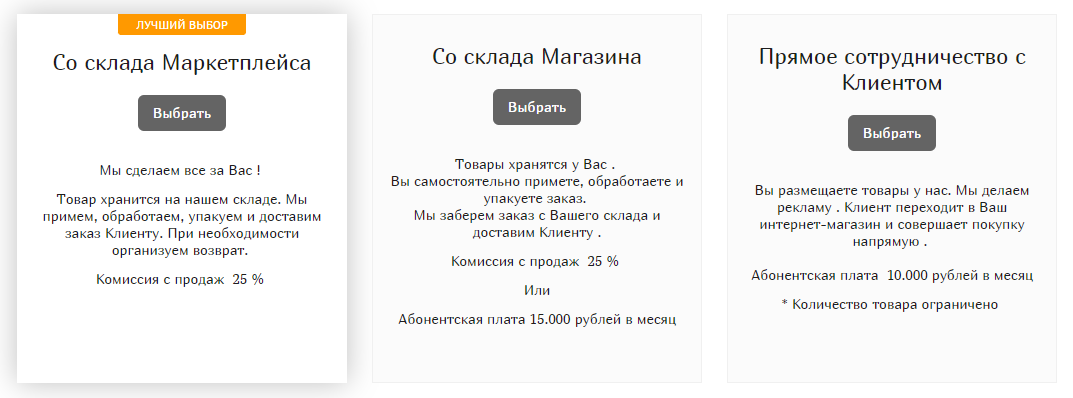 ЛУЧШИЙ ВЫБОР
Со склада Маркетплейса
Выбрать
Мы сделаем все за Вас !
Товар хранится на нашем складе. Мы
примем, обработаем, упакуем и доставим
заказ Клиенту. При необходимости
организуем возврат.
Комиссия с продаж 25 %
Со склада Магазина
Выбрать
Товары хранятся у Вас .
Вы самостоятельно примете, обработаете и
упакуете заказ.
Мы заберем заказ с Вашего склада и
доставим Клиенту .
Комиссия с продаж 25 %
Или
Абонентская плата 15.000 рублей в месяц
Прямое сотрудничество с
Клиентом
Выбрать
Вы размещаете товары у нас. Мы делаем
рекламу . Клиент переходит в Ваш
интернет-магазин и совершает покупку
напрямую .
Абонентская плата 10.000 рублей в месяц
* Количество товара ограничено